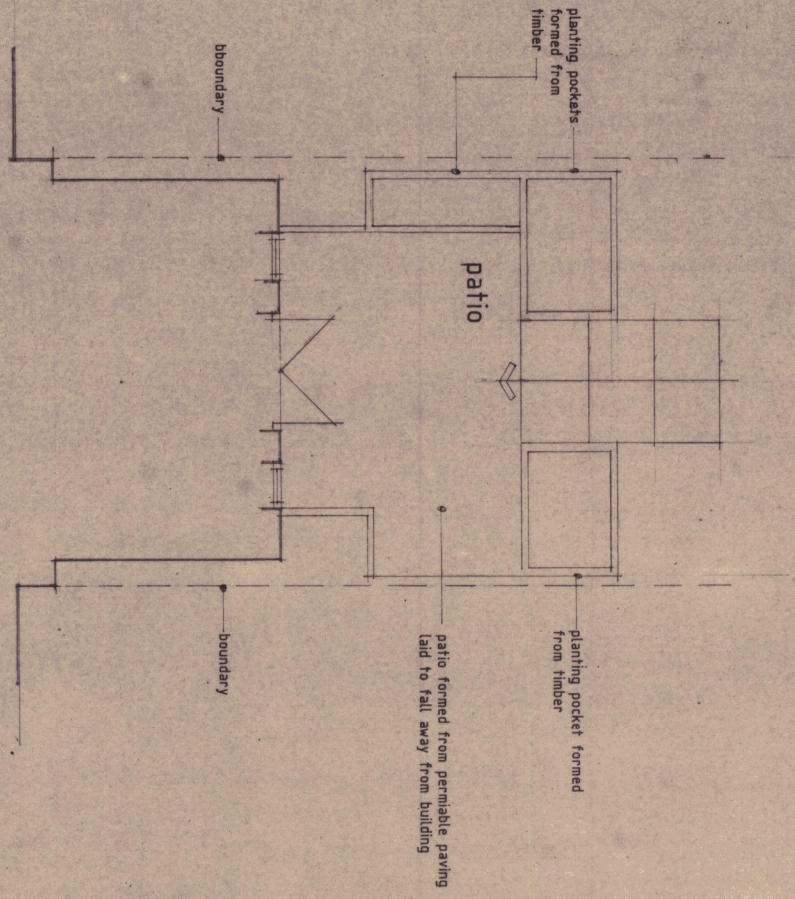 planting pockets
formed from
timber
planting pocket formed
from timber
patio
patio formed from permiable paving
laid to fall away from building
bboundary
boundary